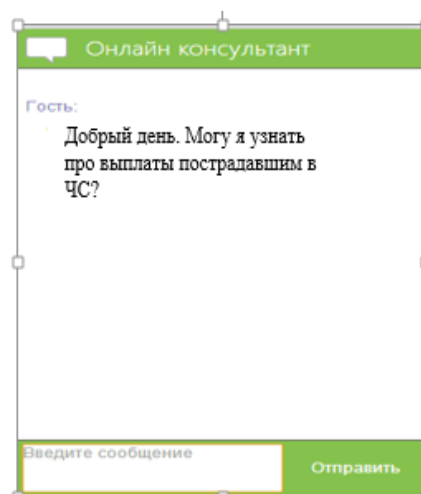 Онлайн консультант
Гость:
Добрый день. Могу я узнать
про выплаты пострадавшим в
ЧС?
Введите сообщение
Отправить